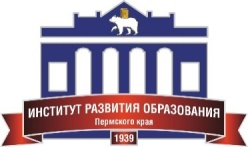 ИНСТИТУТ РАЗВИТИЯ ОБРАЗОВАНИЯ
Пермского края
1939